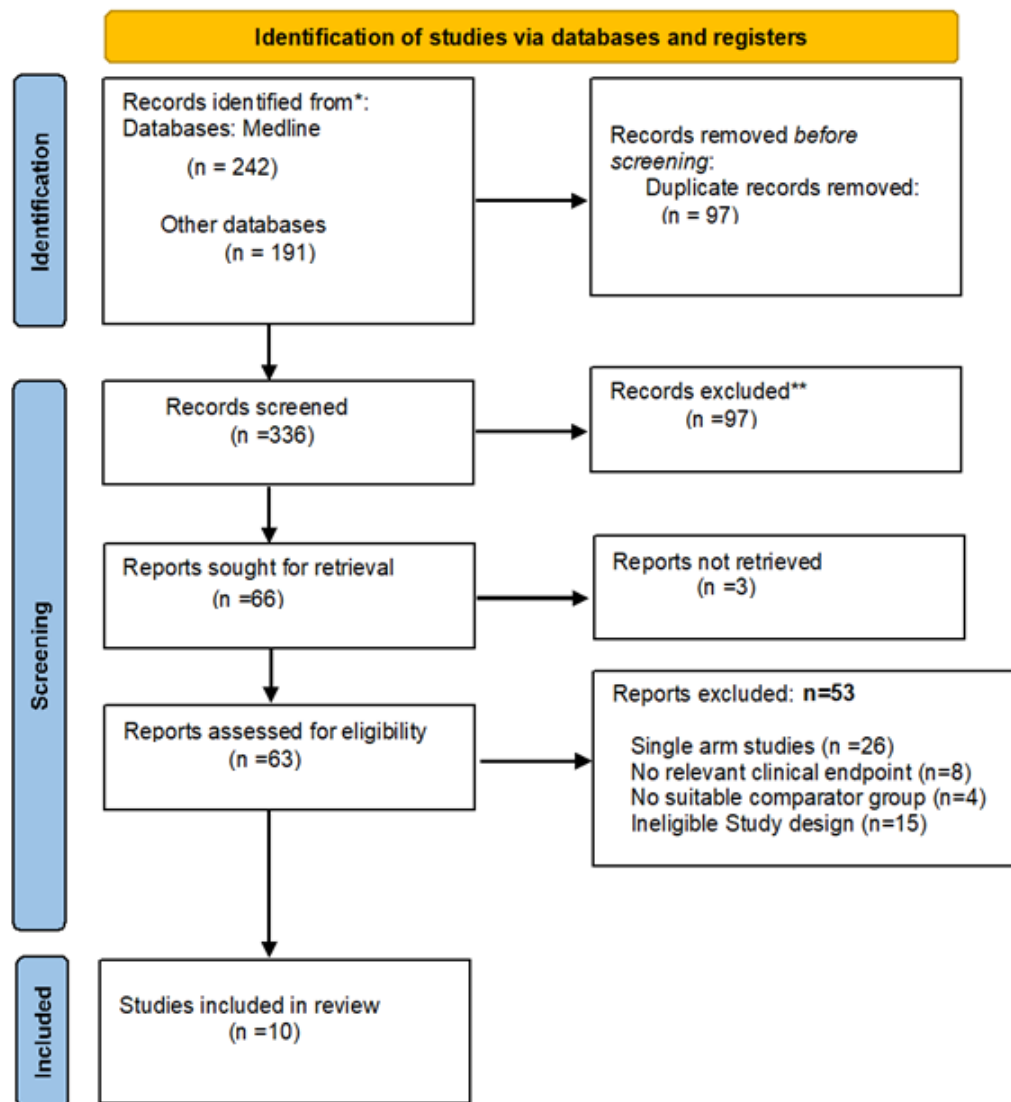 Identification of studies via databases and registers
Identification
Records identified from*:
Databases: Medline
(n = 242)
Other databases
(n = 191)
Records removed before
screening:
Duplicate records removed:
(n = 97)
Screening
Records screened
(n =336)
Records excluded**
(n =97)
Reports sought for retrieval
(n =66)
Reports not retrieved
(n =3)
Reports assessed for eligibility
(n =63)
Reports excluded: n=53
Single arm studies (n =26)
No relevant clinical endpoint (n=8)
No suitable comparator group (n=4)
Ineligible Study design (n=15)
Included
Studies included in review
(n =10)